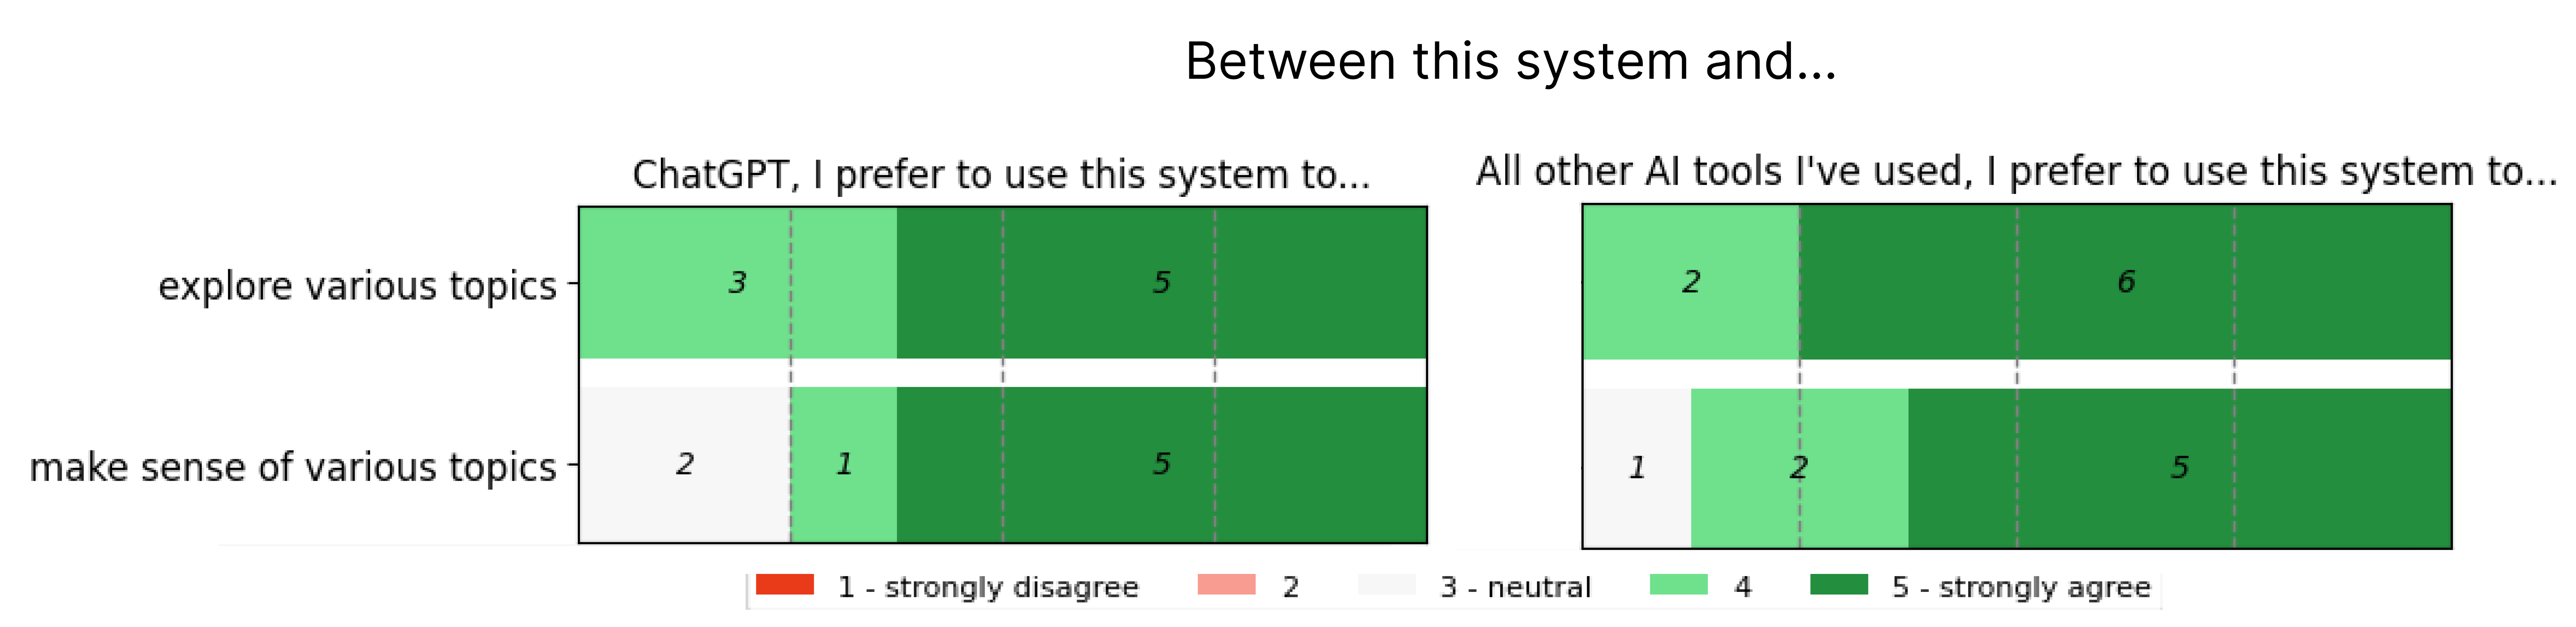 Between this system and...
ChatGPT, I prefer to use this system to...
All other AI tools I've used, I prefer to use this system to...
explore various topics
3
5
2
6
make sense of various topics
2
1
5
1
2
5
1 - strongly disagree
2
3 - neutral
4
5 - strongly agree